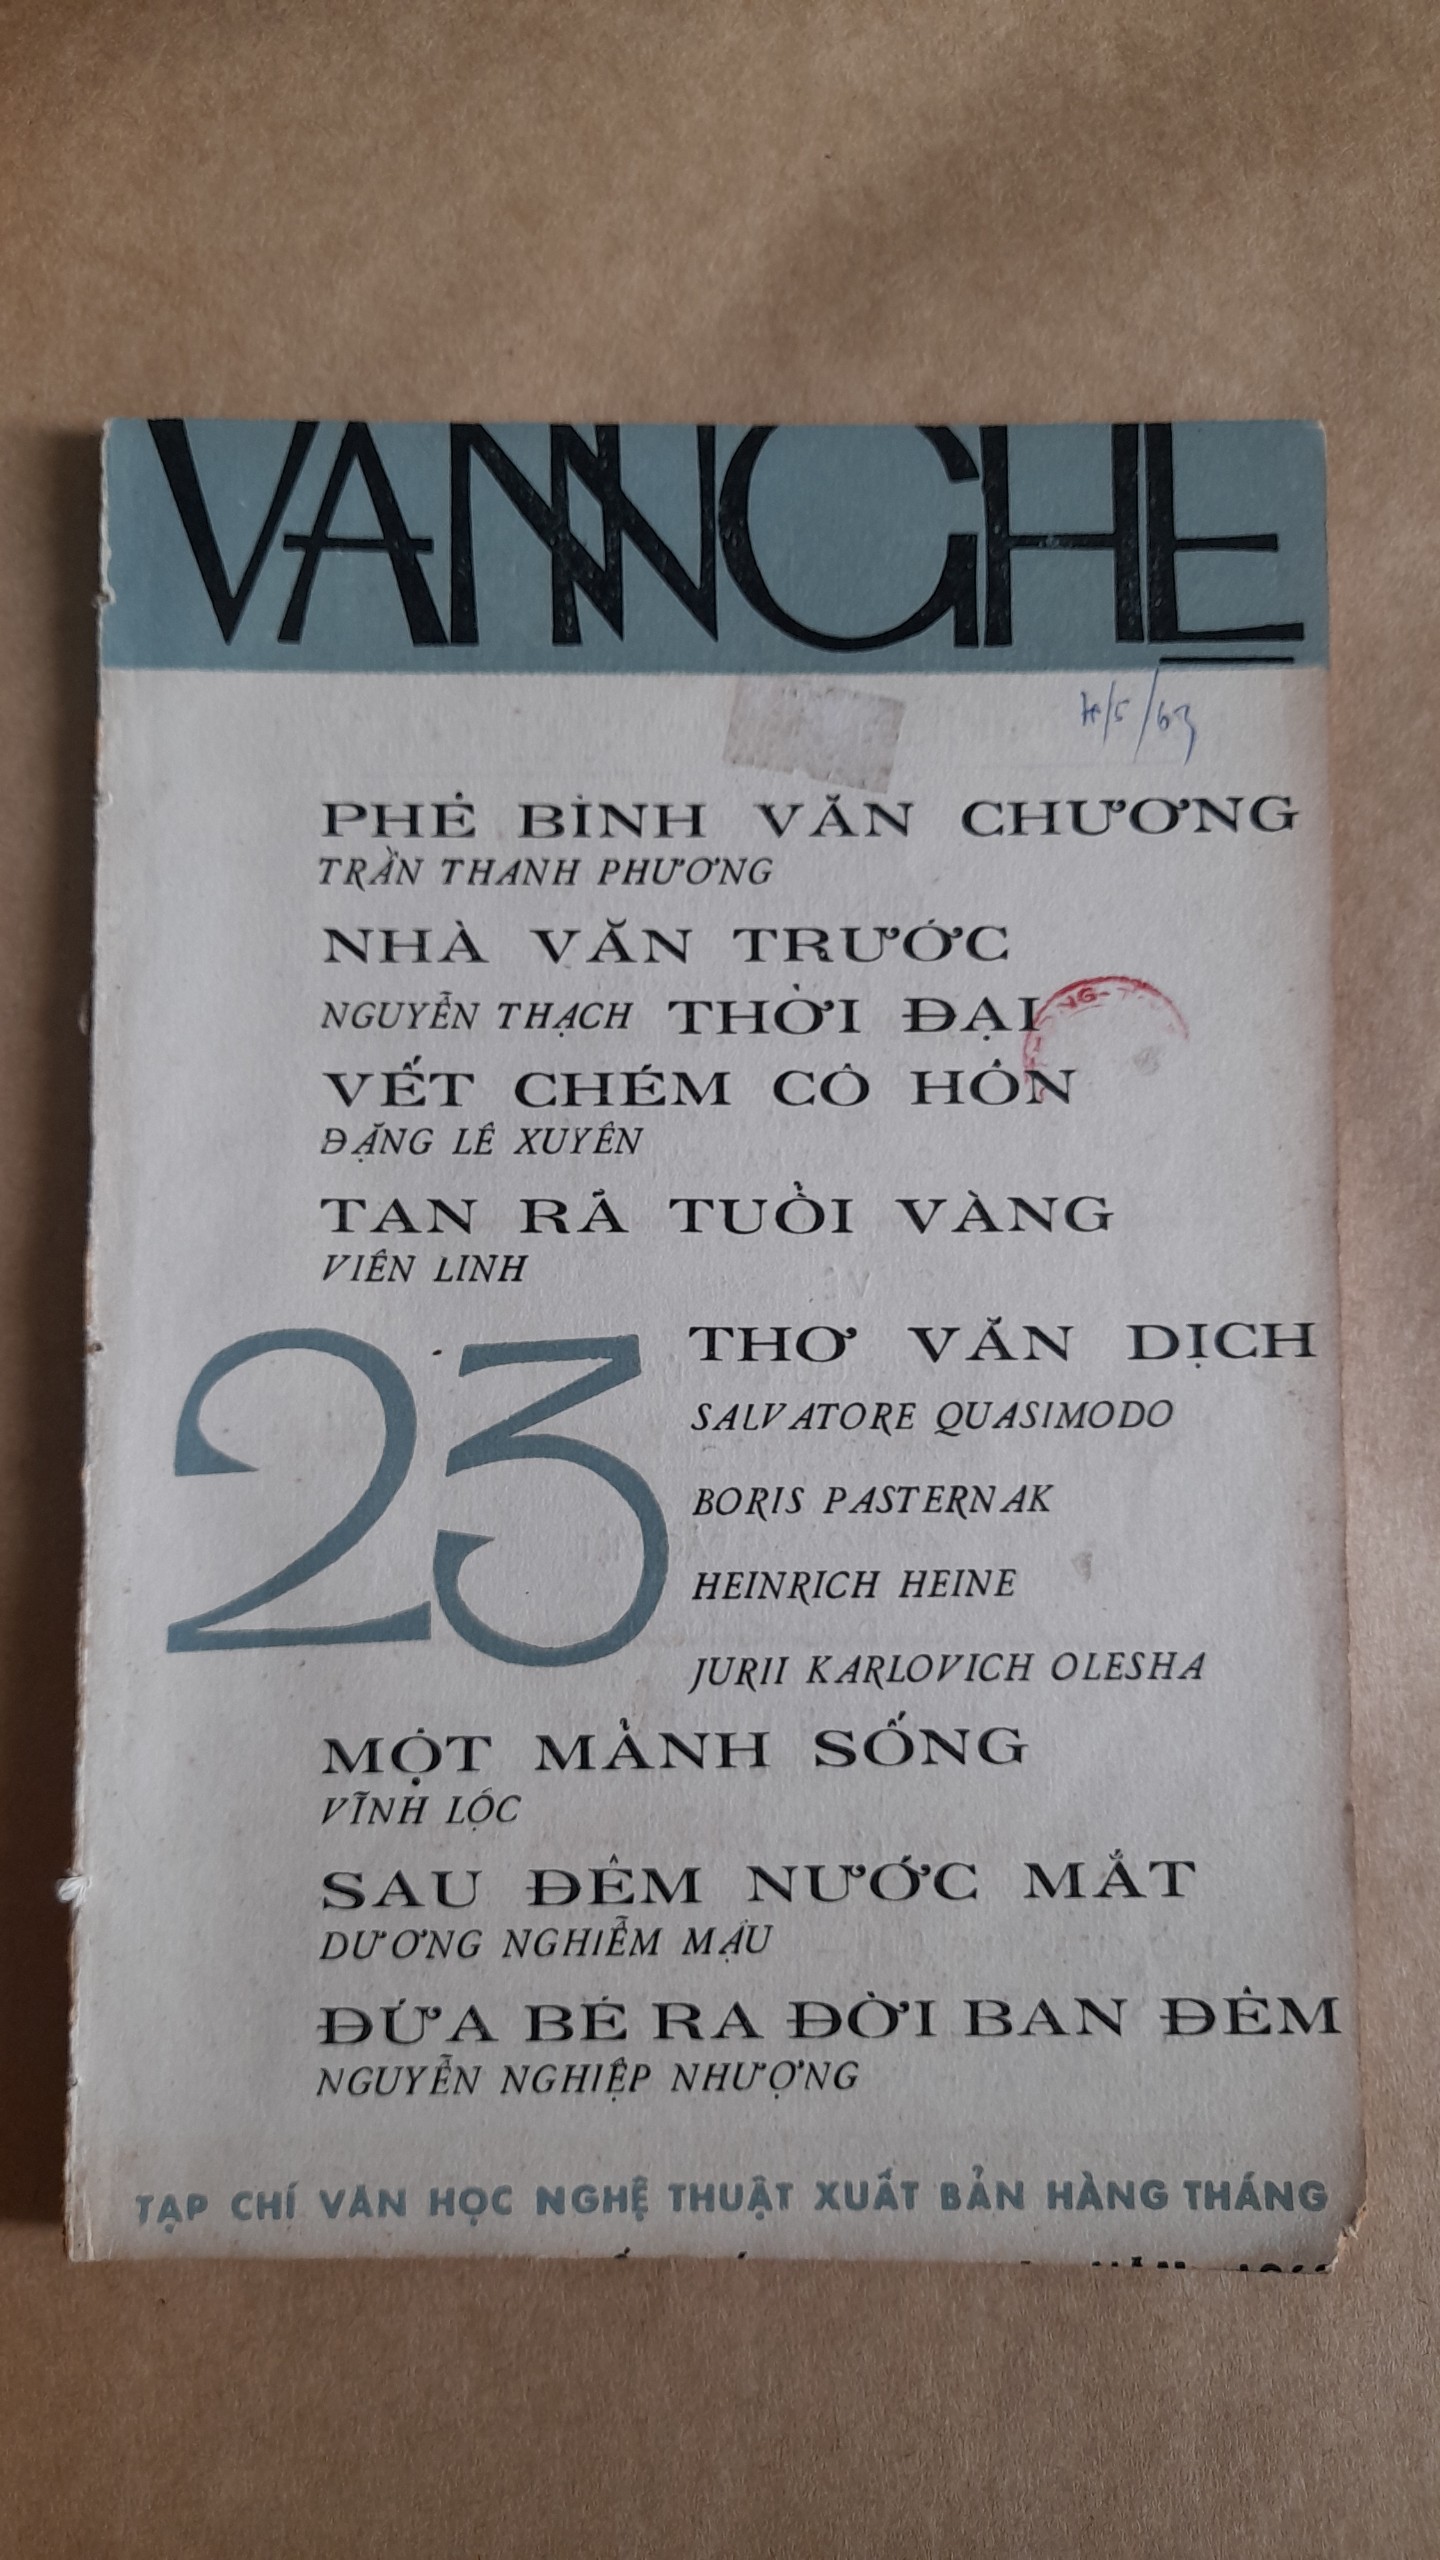 VANNGHỆ
PHÊ BÌNH VĂN CHƯƠNG
TRẦN THANH PHƯƠNG
NHÀ VĂN TRƯỚC
NGUYỄN THẠCH THỜI ĐẠI
VẾT CHÉM CÔ HỒN
ĐẶNG LÊ XUYÊN
TAN RÃ TUỔI VÀNG
VIÊN LINH
23
THƠ VĂN DỊCH
SALVATORE QUASIMODO
BORIS PASTERNAK
HEINRICH HEINE
JURII KARLOVICH OLESHA
MỘT MẢNH SỐNG
VĨNH LỘC
SAU ĐÊM NƯỚC MẮT
DƯƠNG NGHIỄM MẬU
ĐỨA BÉ RA ĐỜI BAN ĐÊM
NGUYỄN NGHIỆP NHƯỢNG
TẠP CHÍ VĂN HỌC NGHỆ THUẬT XUẤT BẢN HÀNG THÁNG